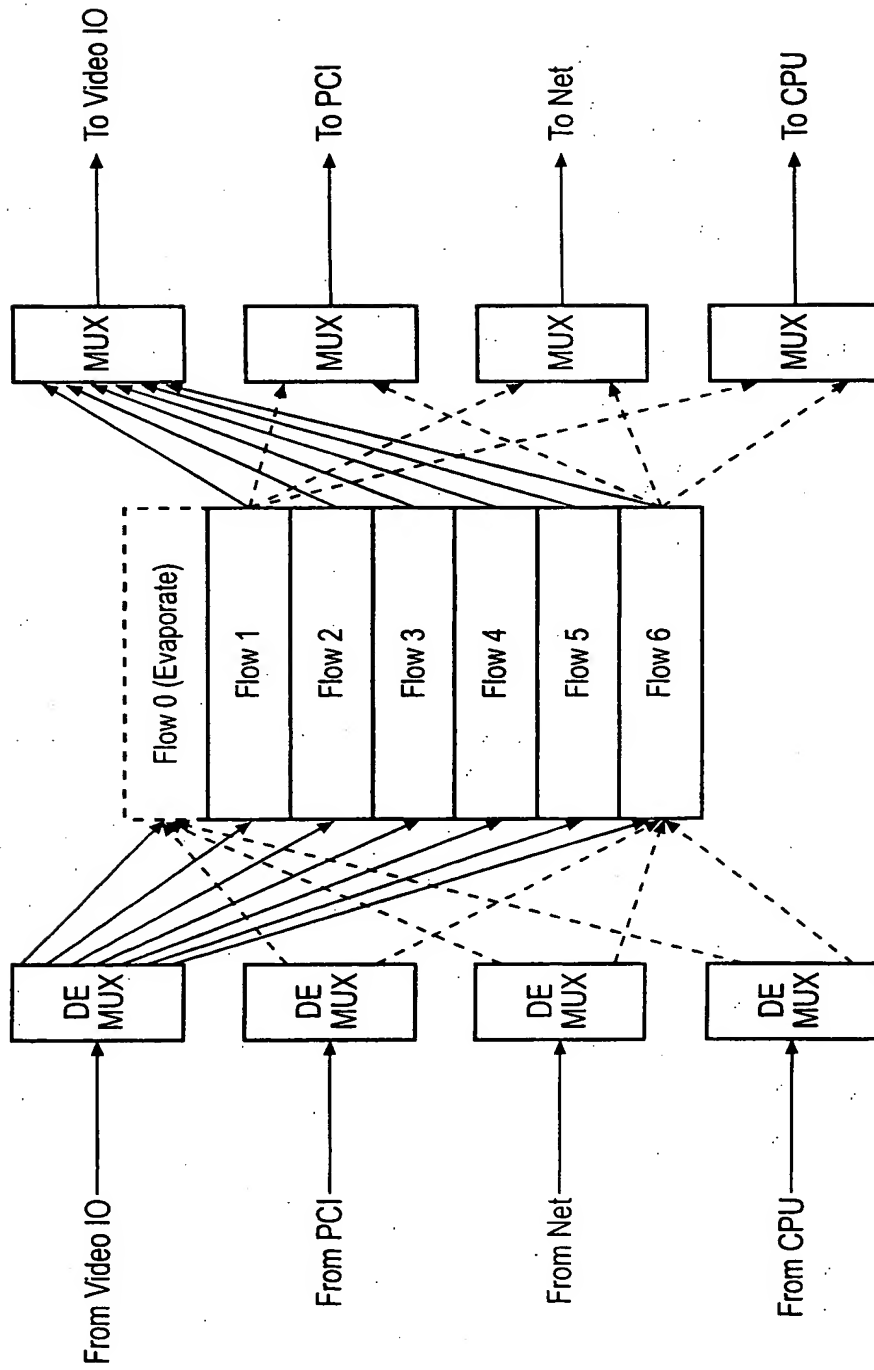 From Video IO
From PCI
From Net
From CPU
DE
MUX
DE
MUX
DE
MUX
DE
MUX
Flow 0 (Evaporate)
Flow 1
Flow 2
Flow 3
Flow 4
Flow 5
Flow 6
MUX
MUX
MUX
MUX
To Video IO
To PCI
To Net
To CPU